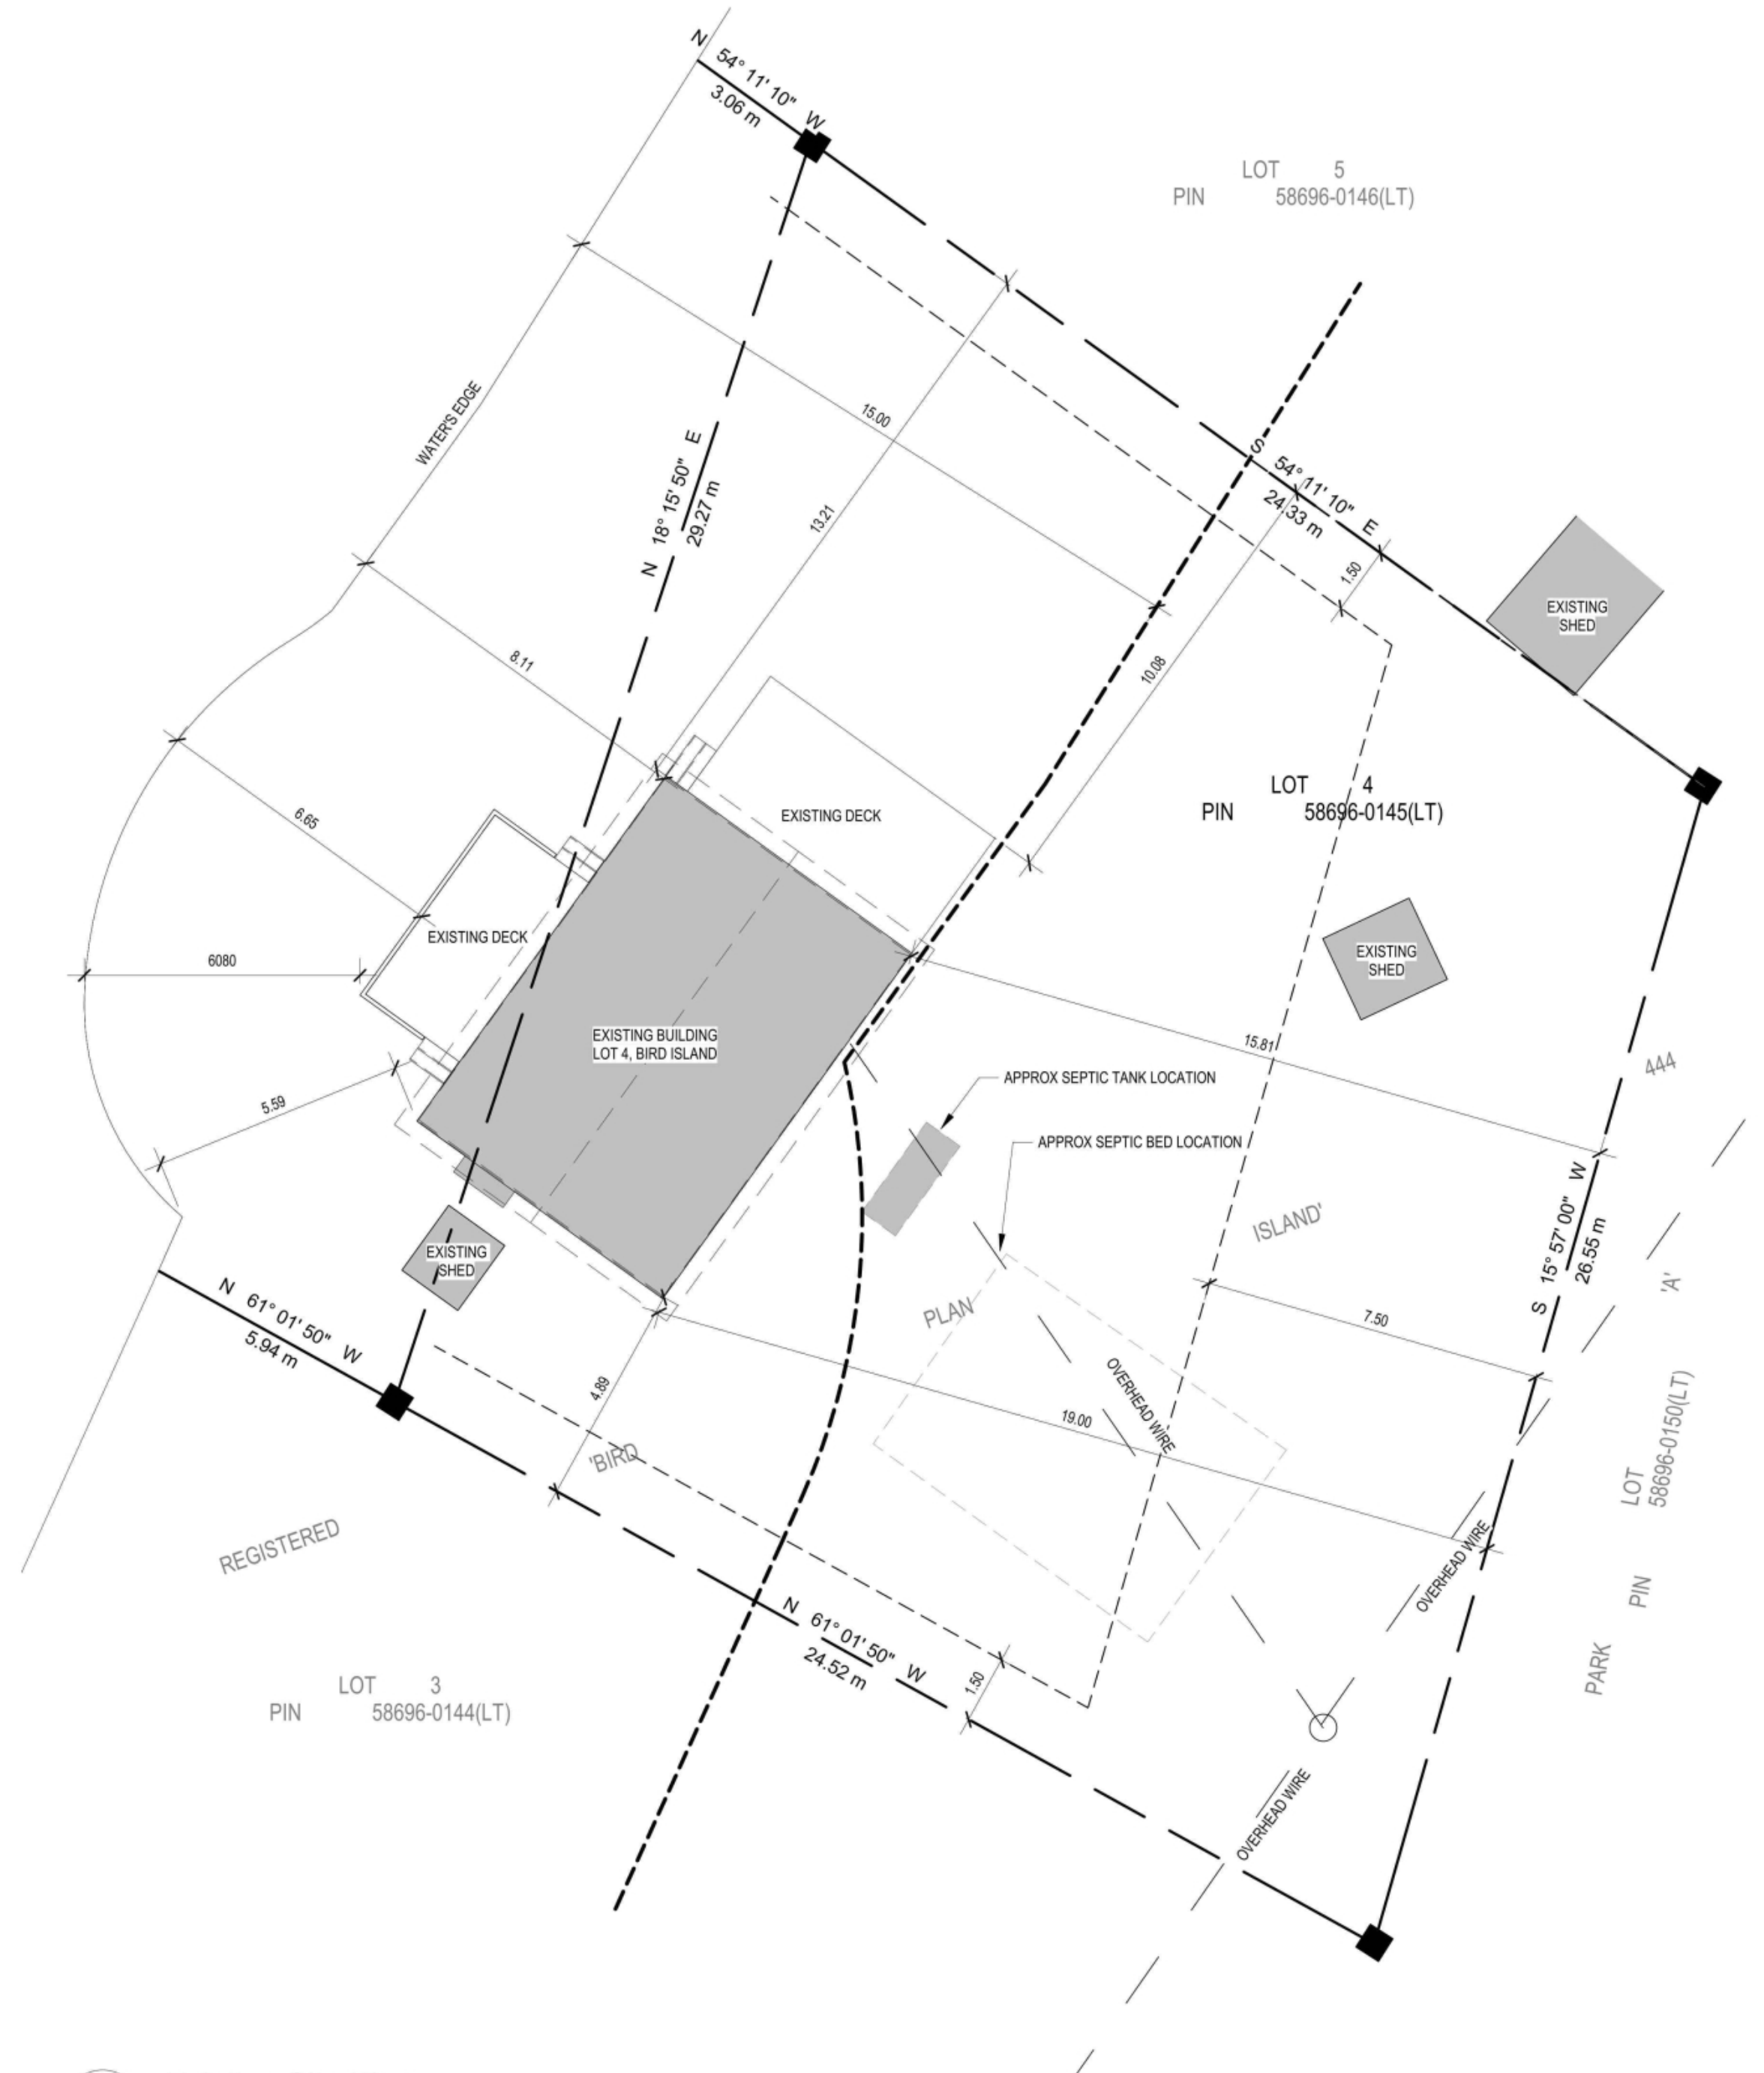 N 54° 11' 10" W
3.06 m
LOT 5
PIN 58696-0146(LT)
WATER'S EDGE
15.00
N 18° 15' 50" E
29.27 m
13.21
S 54° 11' 10" E
24.33 m
1.50
EXISTING
SHED
8.11
10.08
LOT 4
PIN 58696-0145(LT)
6.65
EXISTING DECK
EXISTING DECK
6080
EXISTING
SHED
EXISTING BUILDING
LOT 4, BIRD ISLAND
15.81
444
5.59
APPROX SEPTIC TANK LOCATION
APPROX SEPTIC BED LOCATION
S 15° 57' 00" W
26.55 m
ISLAND'
EXISTING
SHED
'A'
N 61° 01' 50" W
5.94 m
PLAN
7.50
OVERHEAD WIRE
4.89
19.00
'BIRD
LOT
58696-0150(LT)
REGISTERED
OVERHEAD WIRE
PIN
N 61° 01' 50" W
24.52 m
1.50
PARK
LOT 3
PIN 58696-0144(LT)
OVERHEAD WIRE